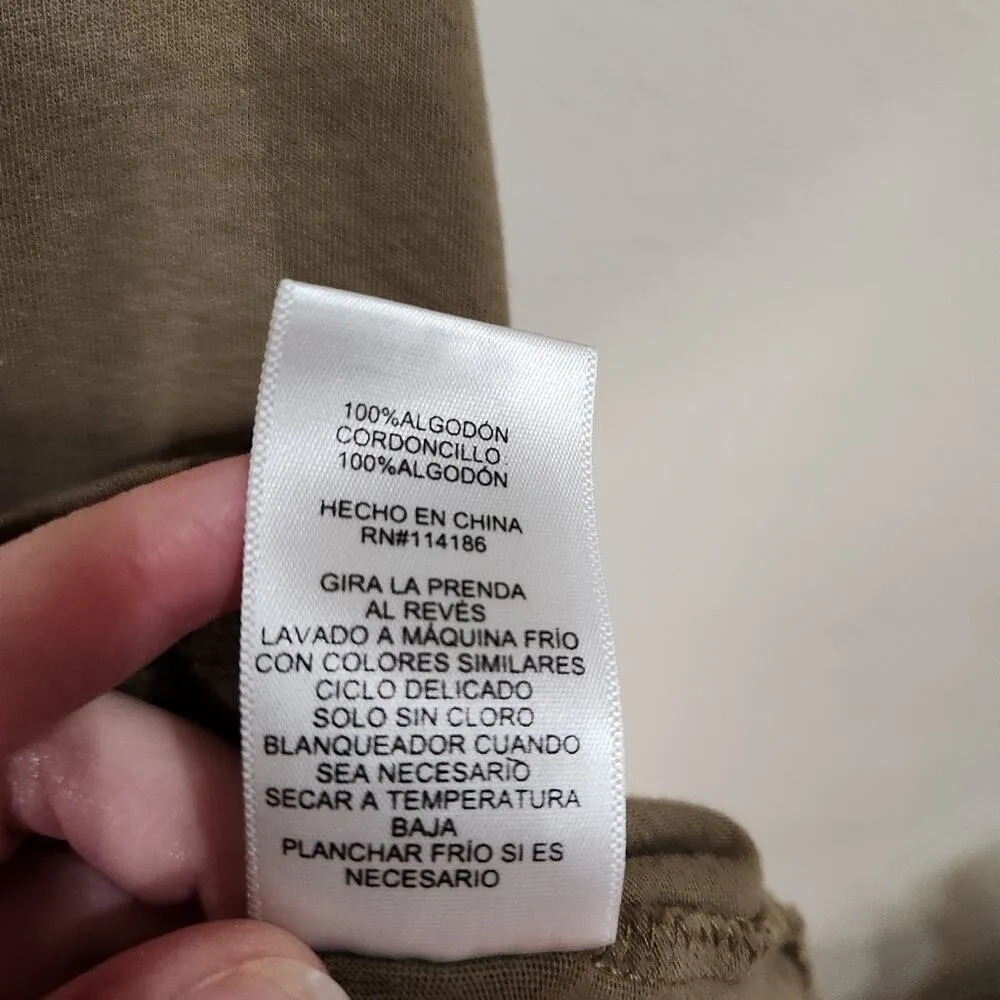 100%ALGODÓN
CORDONCILLO
100%ALGODÓN
HECHO EN CHINA
RN#114186
GIRA LA PRENDA
AL REVÉS
LAVADO A MÁQUINA FRÍO
CON COLORES SIMILARES
CICLO DELICADO
SOLO SIN CLORO
BLANQUEADOR CUANDO
SEA NECESARIO
SECAR A TEMPERATURA
BAJA
PLANCHAR FRÍO SI ES
NECESARIO